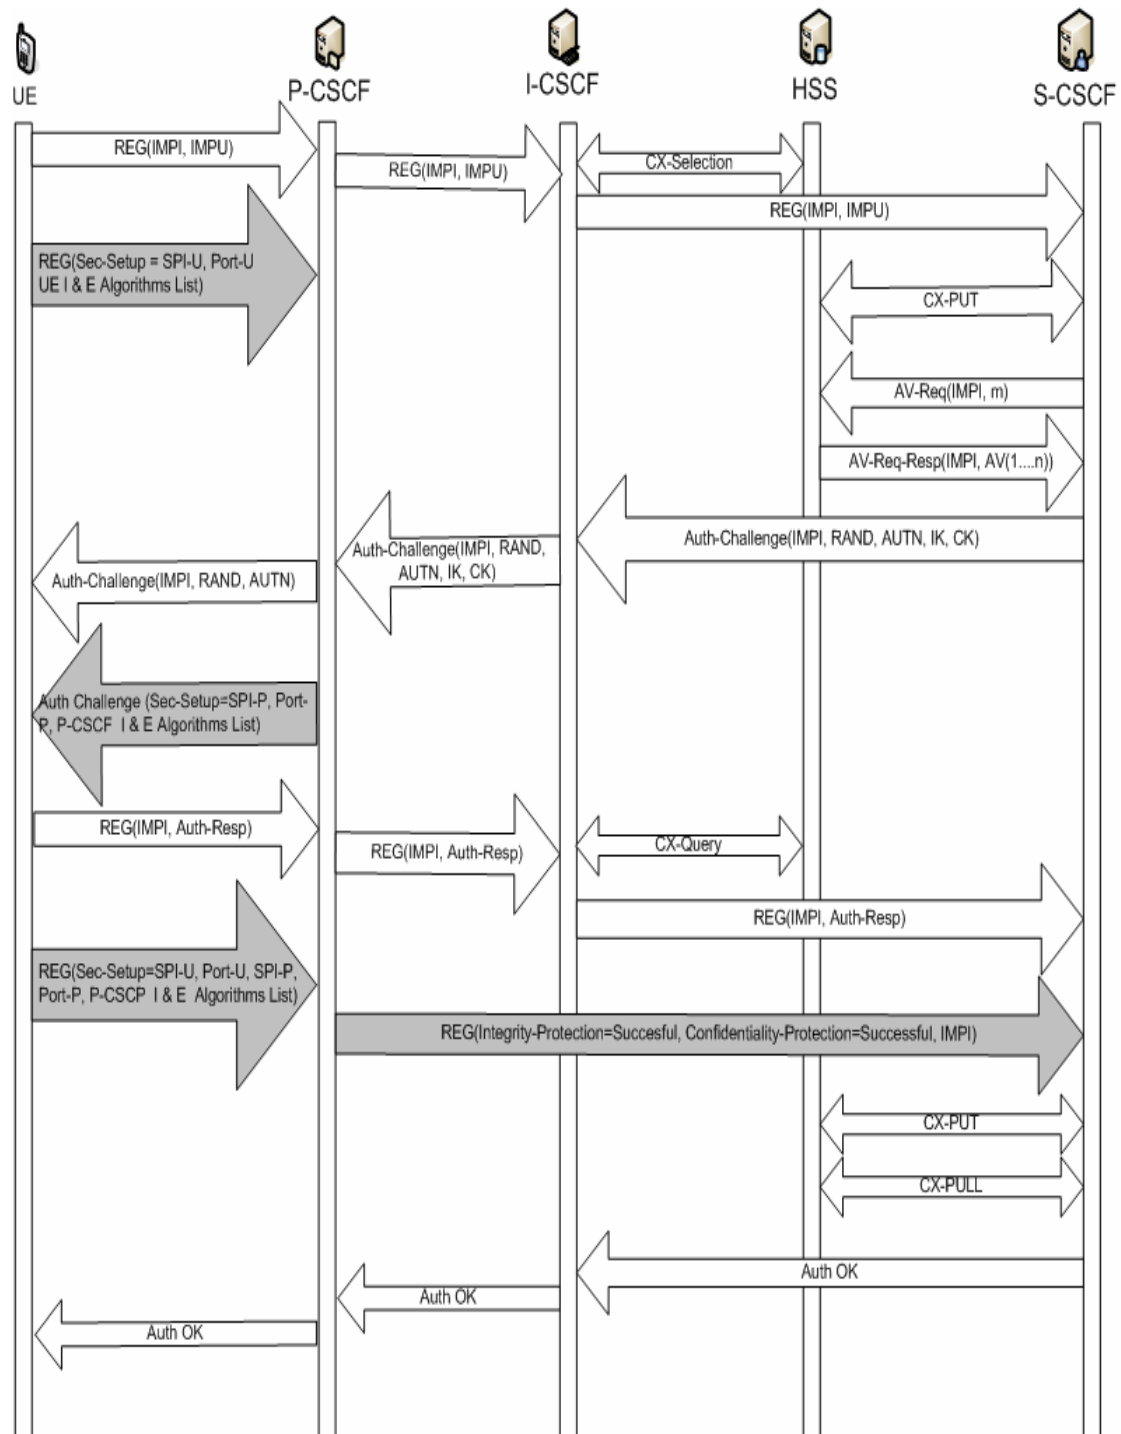 UE
P-CSCF
I-CSCF
HSS
S-CSCF
REG(IMPI, IMPU)
REG(IMPI, IMPU)
CX-Selection
REG(IMPI, IMPU)
REG(Sec-Setup = SPI-U, Port-U
UE I & E Algorithms List)
CX-PUT
AV-Req(IMPI, m)
AV-Req-Resp(IMPI, AV(1....n))
Auth-Challenge(IMPI, RAND, AUTN, IK, CK)
Auth-Challenge(IMPI, RAND,
AUTN, IK, CK)
Auth-Challenge(IMPI, RAND, AUTN)
Auth Challenge (Sec-Setup=SPI-P, Port-
P, P-CSCF I & E Algorithms List)
REG(IMPI, Auth-Resp)
REG(IMPI, Auth-Resp)
CX-Query
REG(IMPI, Auth-Resp)
REG(Sec-Setup=SPI-U, Port-U, SPI-P,
Port-P, P-CSCP I & E Algorithms List)
REG(Integrity-Protection=Succesful, Confidentiality-Protection=Successful, IMPI)
CX-PUT
CX-PULL
Auth OK
Auth OK
Auth OK